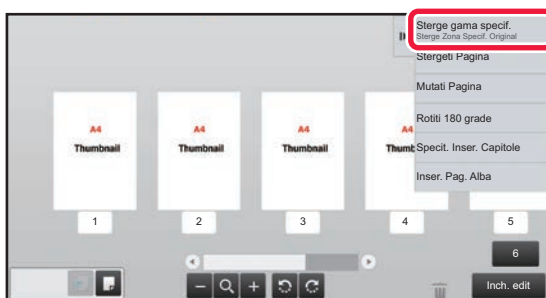 Sterge gama specif.
Sterge Zona Specif. Original
Stergeti Pagina
Mutati Pagina
Rotiti 180 grade
Specit. Inser. Capitole
Inser. Pag. Alba
A4
Thumbnail
A4
Thumbnail
A4
Thumbnail
A4
Thumb
1
2
3
4
5
6
Inch. edit